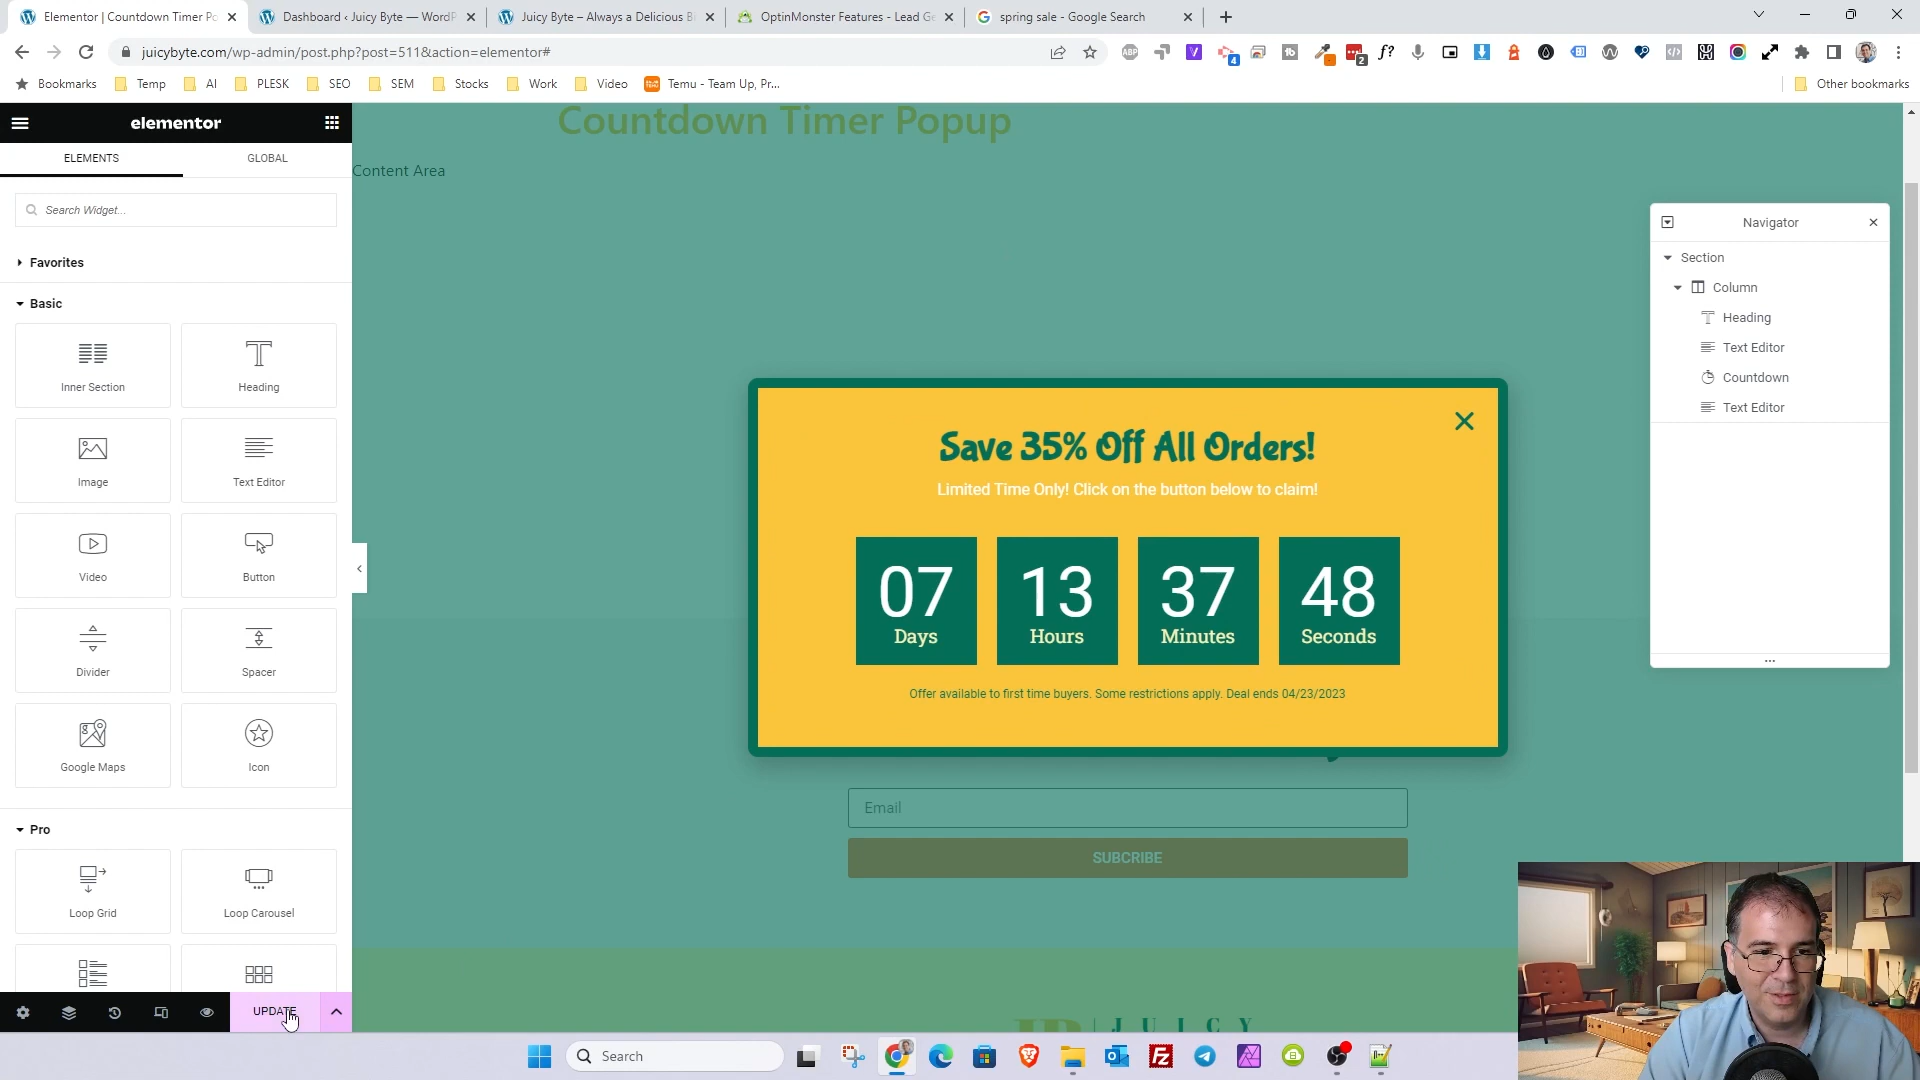 Elementor | Countdown Timer Po
Dashboard ‹ Juicy Byte — WordP
Juicy Byte – Always a Delicious Bi
OptinMonster Features - Lead Ge
spring sale - Google Search
juicybyte.com/wp-admin/post.php?post=511&action=elementor#
Bookmarks
Temp
AI
PLESK
SEO
SEM
Stocks
Work
Video
Temu - Team Up, Pr...
Other bookmarks
elementor
ELEMENTS
GLOBAL
Search Widget...
Favorites
Basic
Inner Section
Heading
Image
Text Editor
Video
Button
Divider
Spacer
Google Maps
Icon
Pro
Loop Grid
Loop Carousel
UPDATE
Countdown Timer Popup
Content Area
Save 35% Off All Orders!
Limited Time Only! Click on the button below to claim!
07 13 37 48
Days Hours Minutes Seconds
Offer available to first time buyers. Some restrictions apply. Deal ends 04/23/2023
Email
SUBCRIBE
JUICY
Navigator
Section
Column
Heading
Text Editor
Countdown
Text Editor
Search